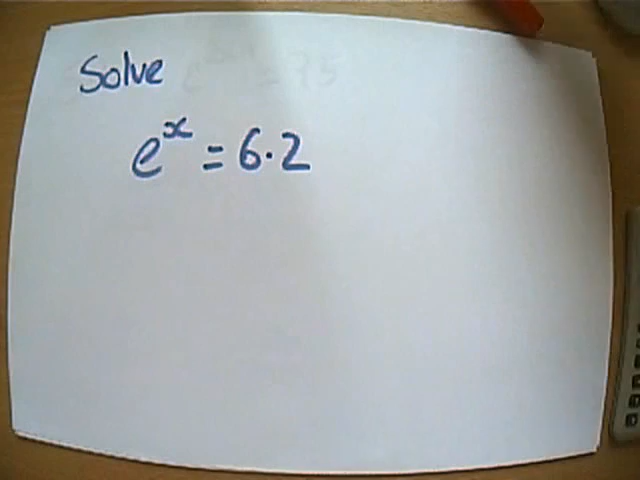 Solve
e^x = 6·2